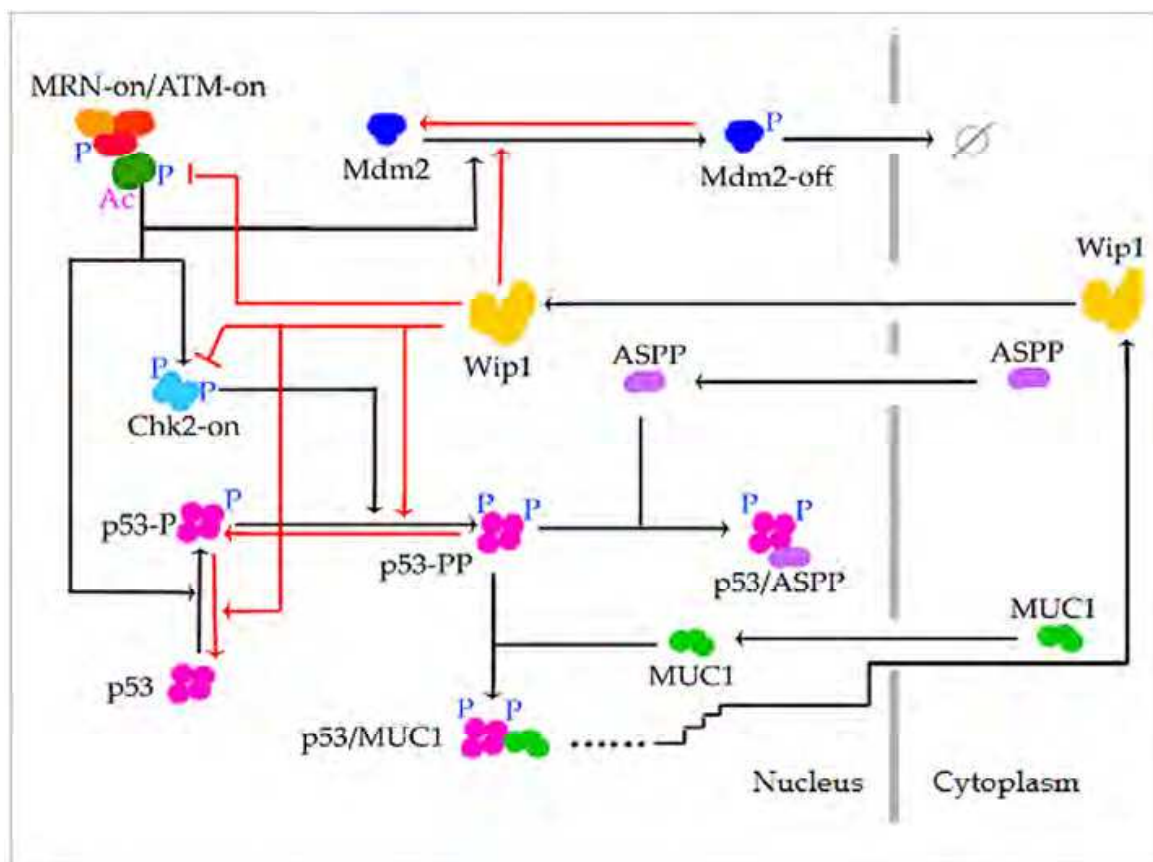 MRN-on/ATM-on
P
P
Ac
Mdm2
P
Mdm2-off
∅
Wip1
Wip1
ASPP
ASPP
P
P
Chk2-on
P
p53-P
P
P
p53-PP
P
P
p53/ASPP
MUC1
MUC1
p53
P
P
p53/MUC1
Nucleus
Cytoplasm